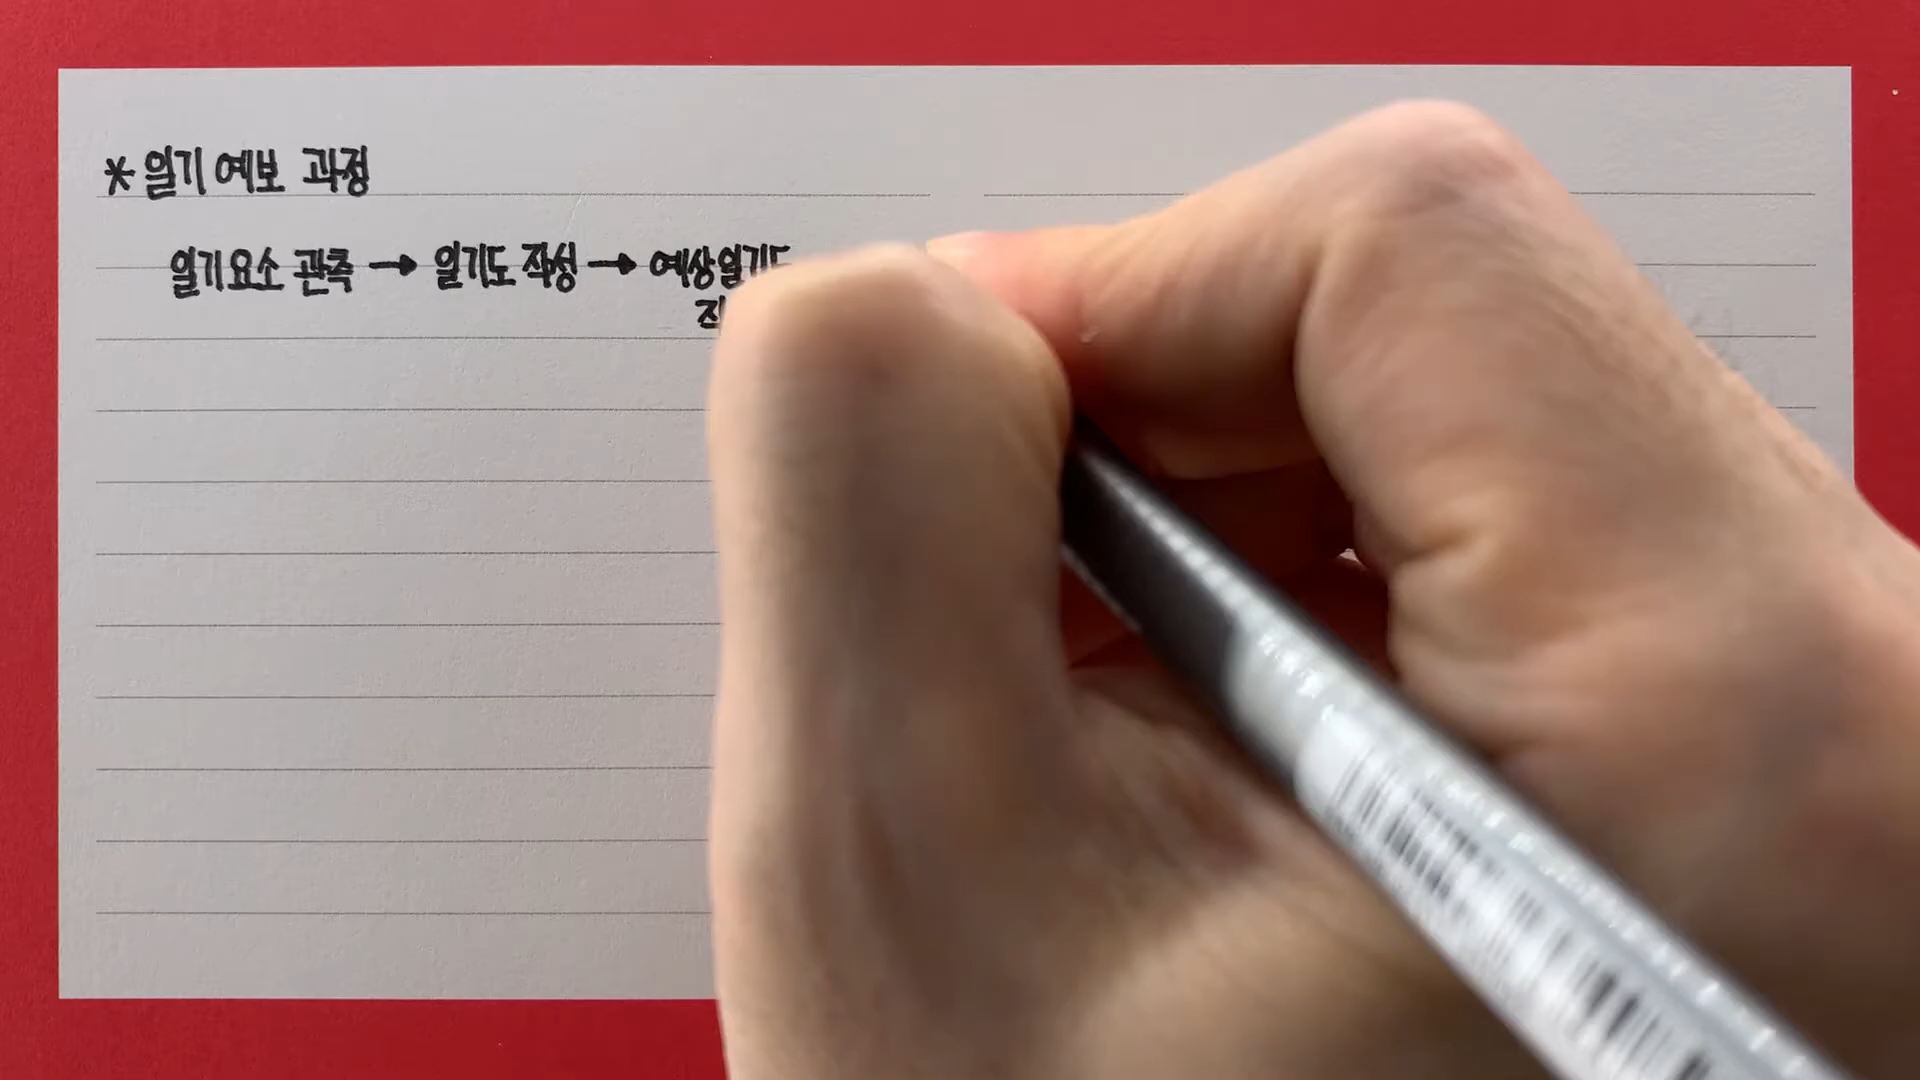 * 일기 예보 과정
일기요소 관측 → 일기도 작성 → 예상일기도